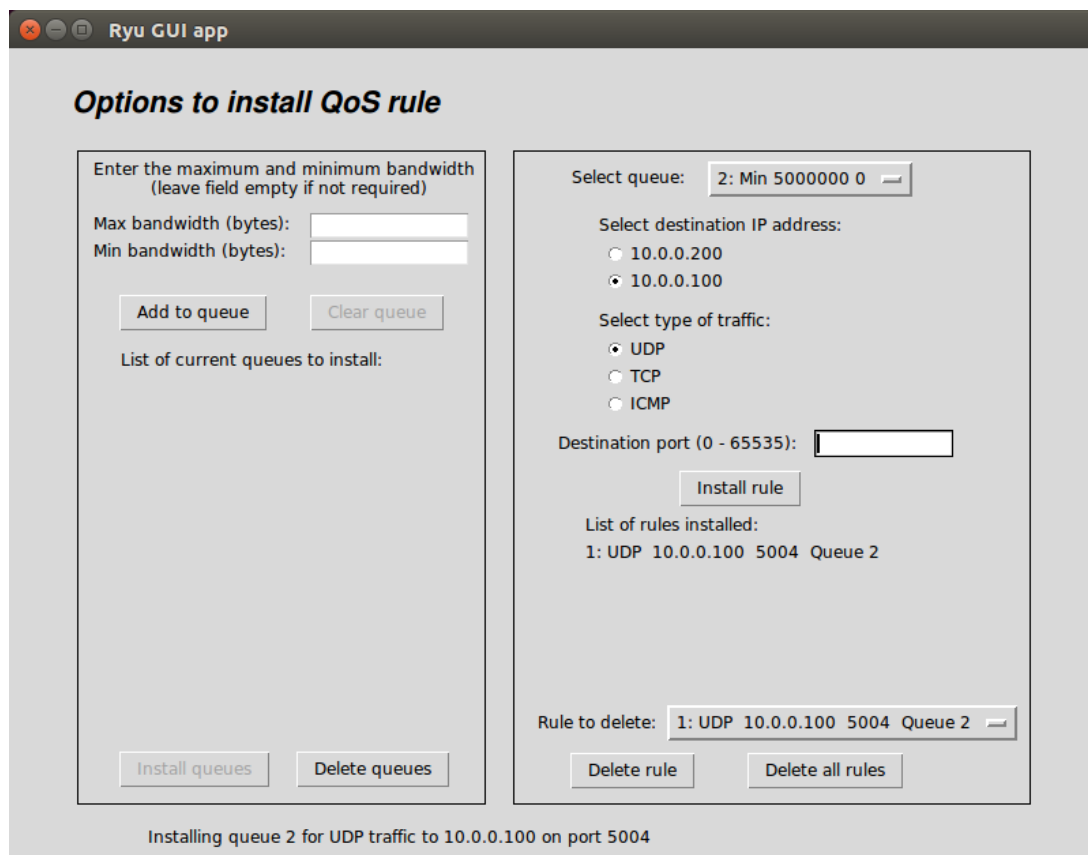 Ryu GUI app
Options to install QoS rule
Enter the maximum and minimum bandwidth
(leave field empty if not required)
Max bandwidth (bytes):
Min bandwidth (bytes):
Add to queue
Clear queue
List of current queues to install:
Install queues
Delete queues
Select queue: 2: Min 5000000 0
Select destination IP address:
10.0.0.200
10.0.0.100
Select type of traffic:
UDP
TCP
ICMP
Destination port (0 - 65535):
Install rule
List of rules installed:
1: UDP 10.0.0.100 5004 Queue 2
Rule to delete: 1: UDP 10.0.0.100 5004 Queue 2
Delete rule
Delete all rules
Installing queue 2 for UDP traffic to 10.0.0.100 on port 5004